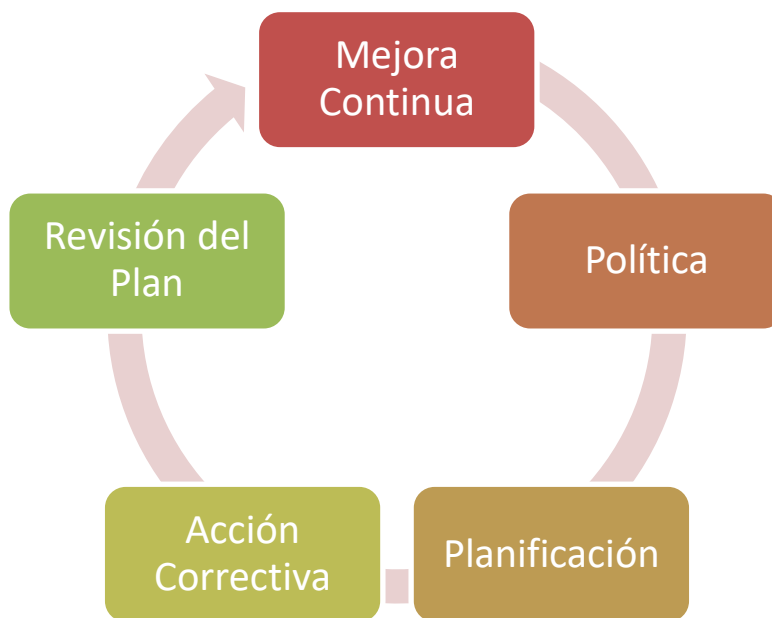 Mejora
Continua
Política
Planificación
Acción
Correctiva
Revisión del
Plan